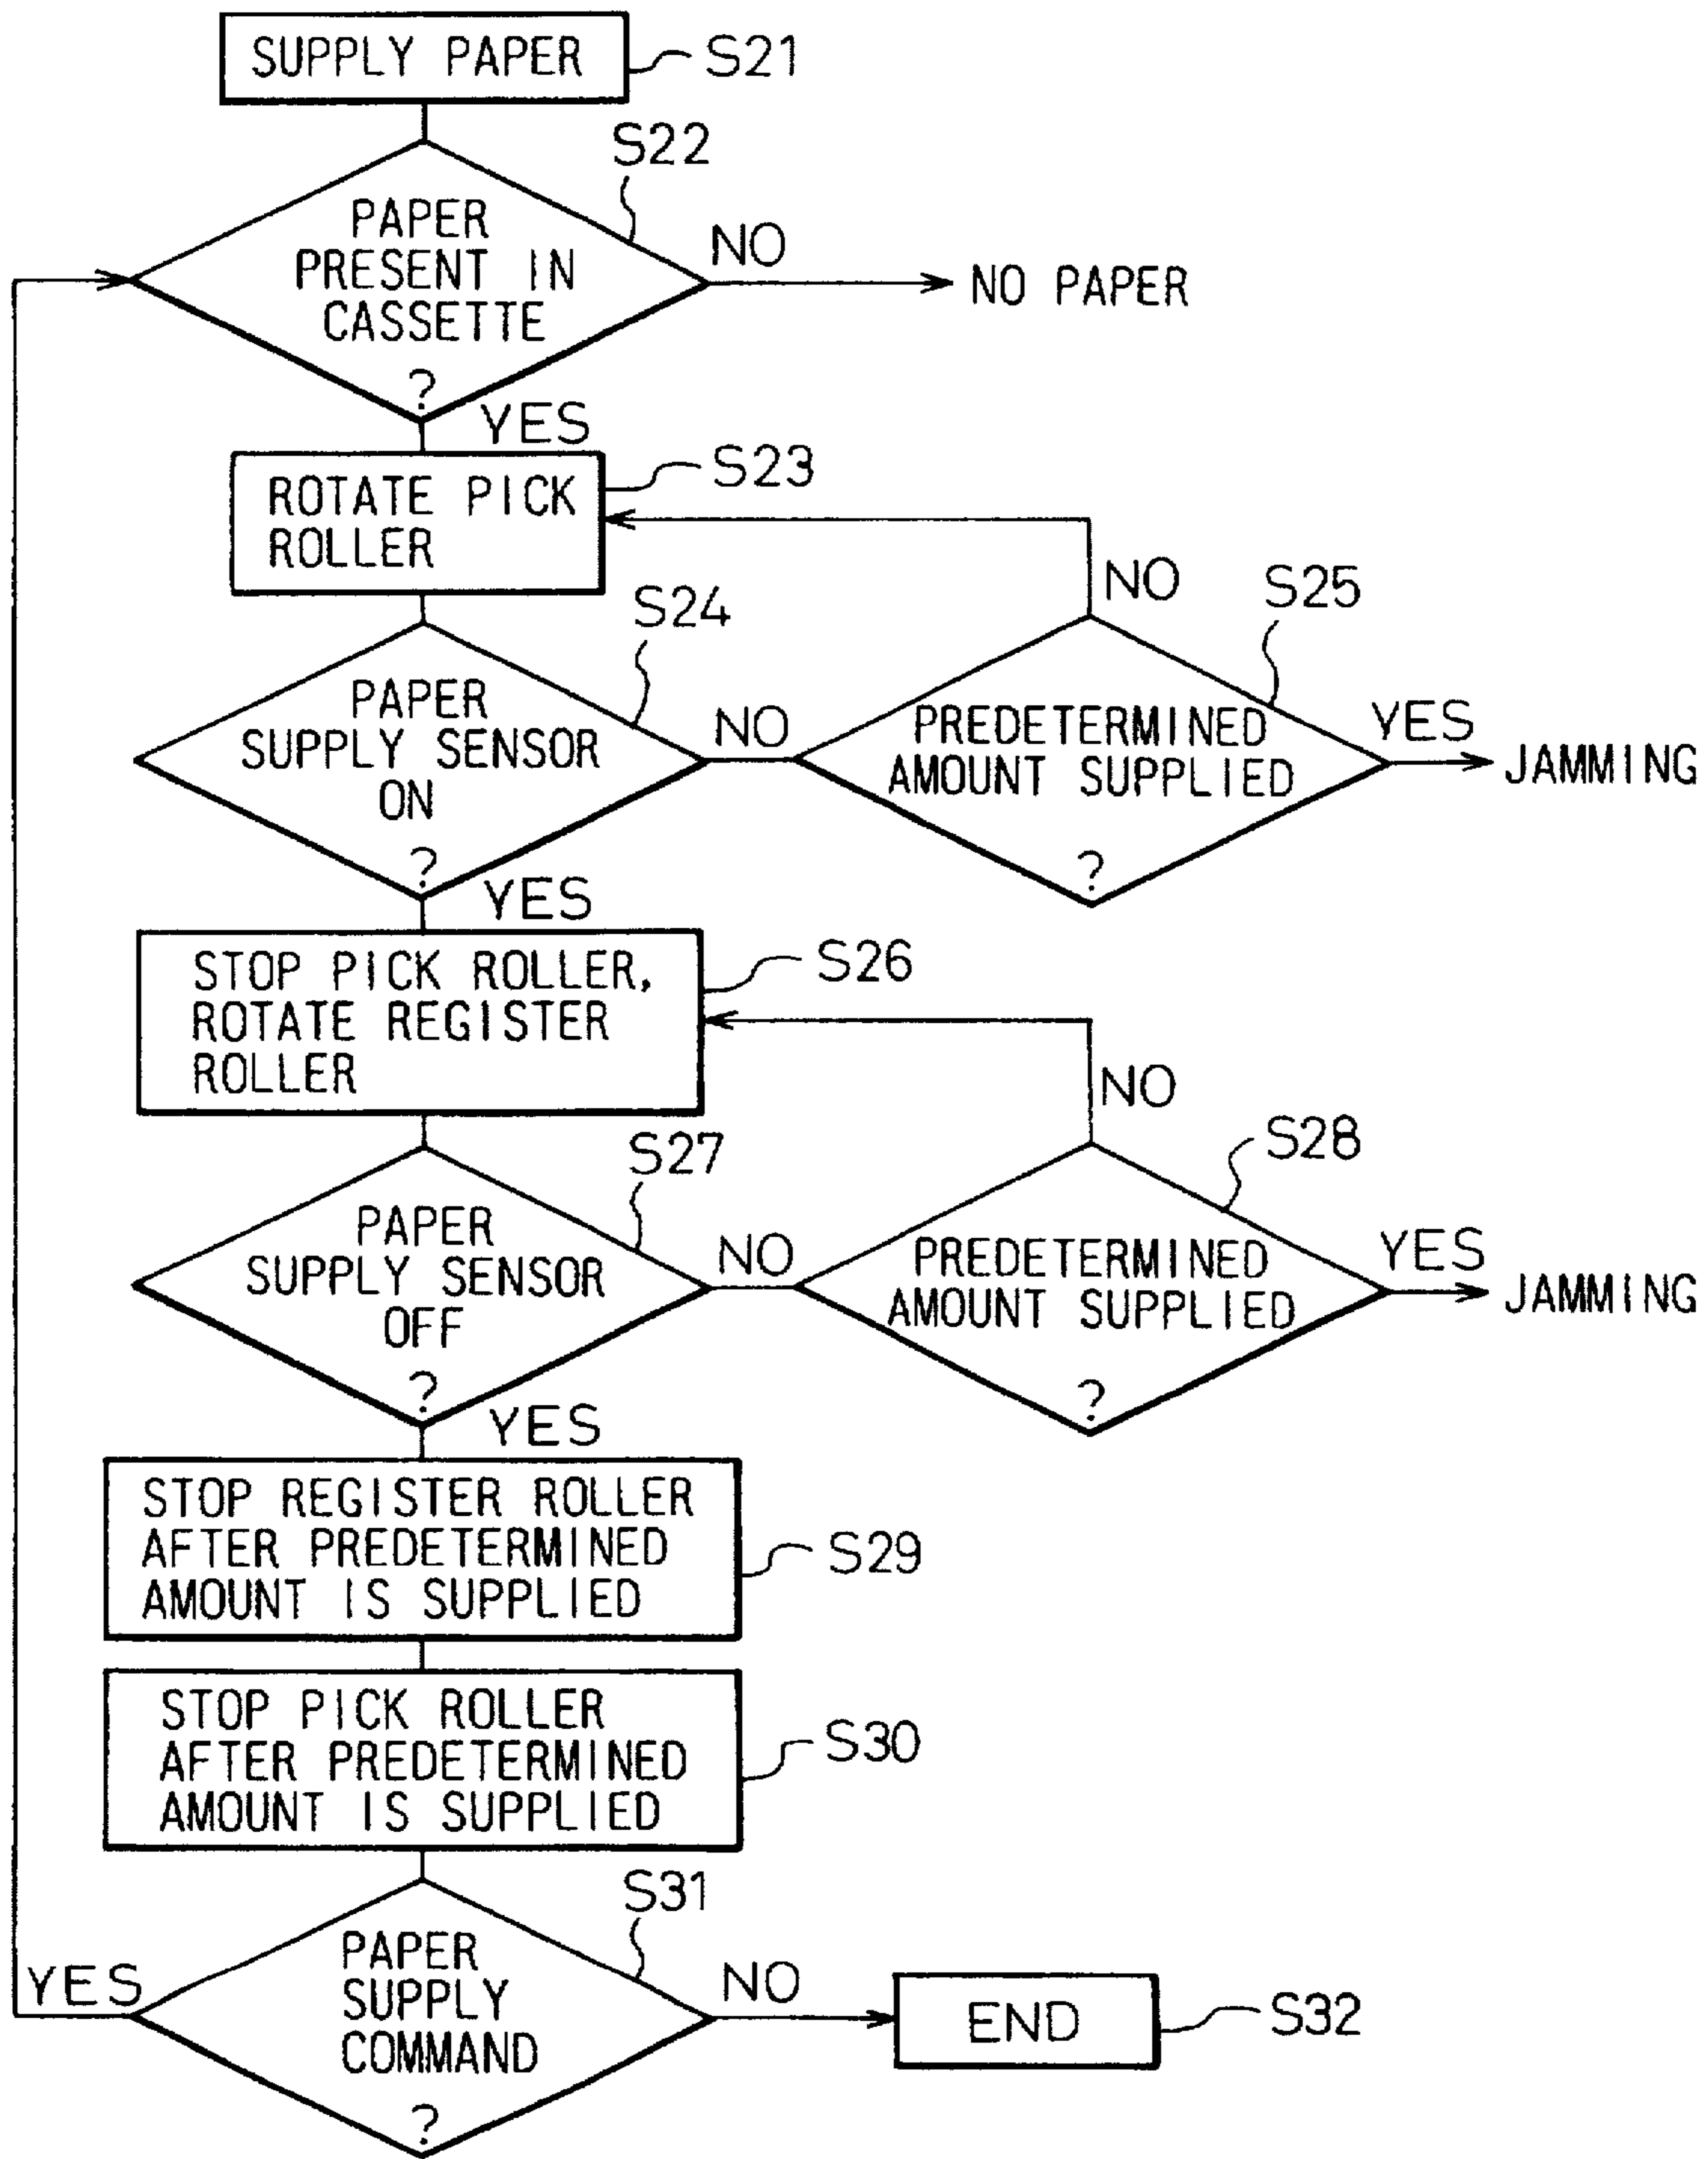 SUPPLY PAPER
S21
S22
PAPER
PRESENT IN
CASSETTE
?
NO
NO PAPER
YES
ROTATE PICK
ROLLER
S23
NO
S24
S25
PAPER
SUPPLY SENSOR
ON
?
NO
PREDETERMINED
AMOUNT SUPPLIED
?
YES
JAMMING
YES
STOP PICK ROLLER,
ROTATE REGISTER
ROLLER
S26
NO
S27
S28
PAPER
SUPPLY SENSOR
OFF
?
NO
PREDETERMINED
AMOUNT SUPPLIED
?
YES
JAMMING
YES
STOP REGISTER ROLLER
AFTER PREDETERMINED
AMOUNT IS SUPPLIED
S29
STOP PICK ROLLER
AFTER PREDETERMINED
AMOUNT IS SUPPLIED
S30
S31
YES
PAPER
SUPPLY
COMMAND
?
NO
END
S32